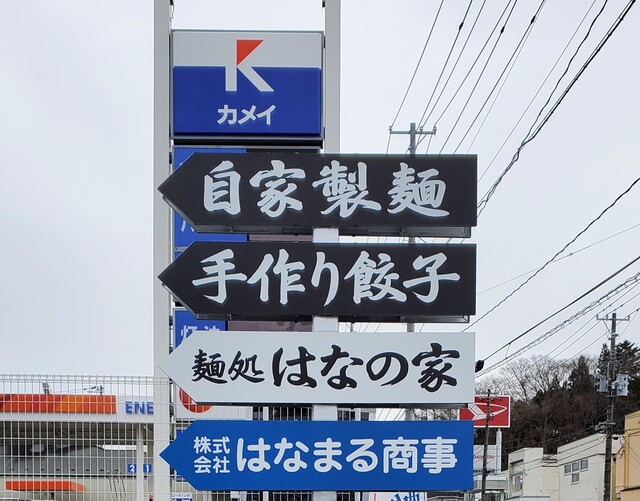 カメイ
自家製麺
手作り餃子
麺処 はなの家
株式会社 はなまる商事
ENE